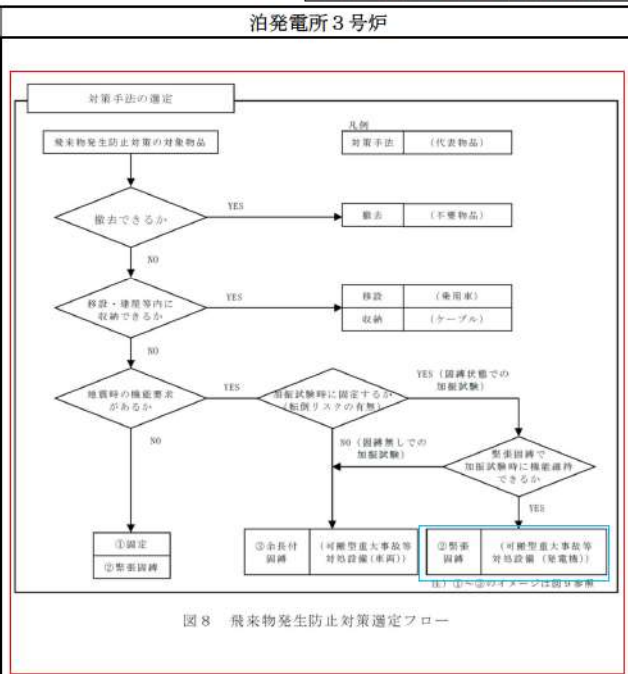 泊発電所３号炉
対策手法の選定
飛来物発生防止対策の対象物品
凡例
対策手法 (代表物品)
撤去できるか
YES
撤去 (不要物品)
NO
移設・建屋等内に
収納できるか
YES
移設 (乗用車)
収納 (ケーブル)
NO
地震時の機能要求
があるか
YES
加振試験時に固定するか
(転倒リスクの有無)
YES（固縛状態での
加振試験）
NO
NO（固縛無しでの
加振試験）
緊張固縛で
加振試験時に機能維持
できるか
YES
①固定
②緊張固縛
③余長付
固縛
(可搬型重大事故等
対処設備(車両))
②緊張
固縛
(可搬型重大事故等
対処設備(発電機))
注) ①～③のイメージは図９参照
図８　飛来物発生防止対策選定フロー